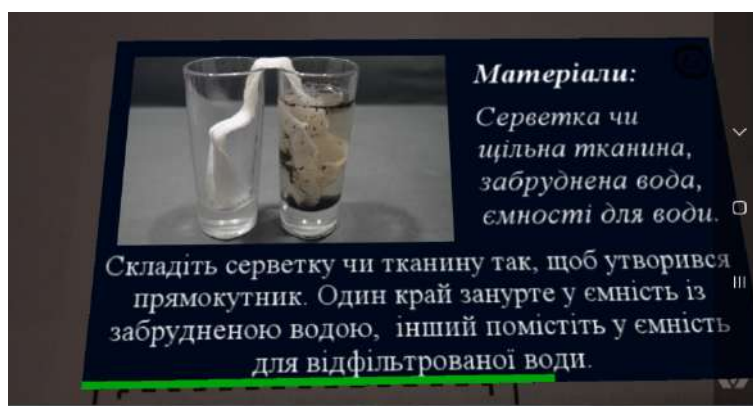 Матеріали:
Серветка чи
щільна тканина,
забруднена вода,
ємності для води.
Складіть серветку чи тканину так, щоб утворився
прямокутник. Один край занурте у ємність із
забрудненою водою, інший помістіть у ємність
для відфільтрованої води.